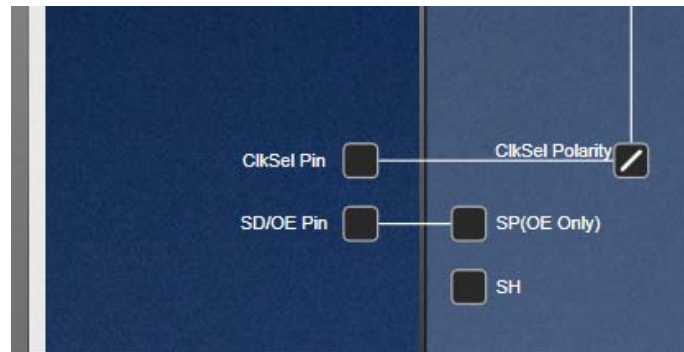 ClkSel Pin
ClkSel Polarity
SD/OE Pin
SP(OE Only)
SH